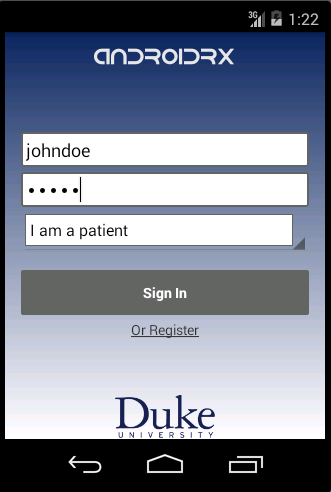 3G 1:22
ANDROIDRX
johndoe
•••••
I am a patient
Sign In
Or Register
Duke
UNIVERSITY